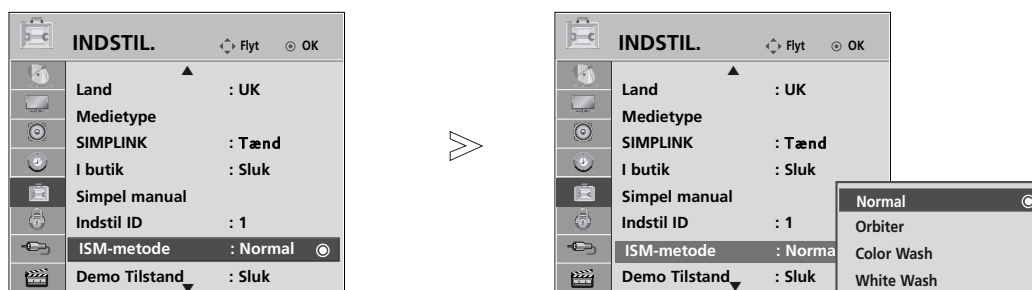 INDSTIL. Flyt OK
Land : UK
Medietype
SIMPLINK : Tænd
I butik : Sluk
Simpel manual
Indstil ID : 1
ISM-metode : Normal
Demo Tilstand : Sluk
INDSTIL. Flyt OK
Land : UK
Medietype
SIMPLINK : Tænd
I butik : Sluk
Simpel manual
Indstil ID : 1
ISM-metode : Norma
Demo Tilstand : Sluk
Normal
Orbiter
Color Wash
White Wash